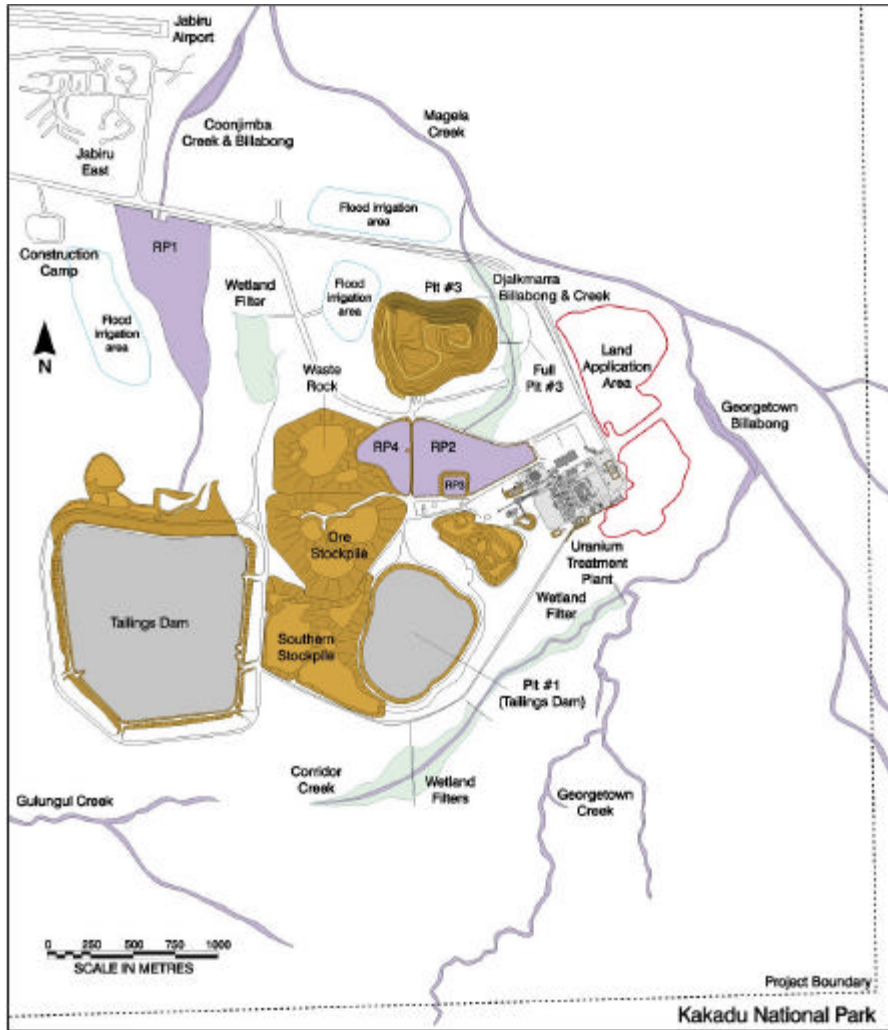 Jabiru
Airport
Coonjimba
Creek & Billabong
Magela
Creek
Jabiru
East
Flood irrigation
area
Construction
Camp
RP1
Wetland
Filter
Flood
irrigation
area
Pit #3
Djalkmarra
Billabong & Creek
Flood
irrigation
area
N
Waste
Rock
Full
Pit #3
Land
Application
Area
Georgetown
Billabong
RP4
RP2
RP3
Ore
Stockpile
Uranium
Treatment
Plant
Wetland
Filter
Tailings Dam
Southern
Stockpile
Pit #1
(Tailings Dam)
Corridor
Creek
Wetland
Filters
Georgetown
Creek
Gulungul Creek
0 250 500 750 1000
SCALE IN METRES
Project Boundary
Kakadu National Park